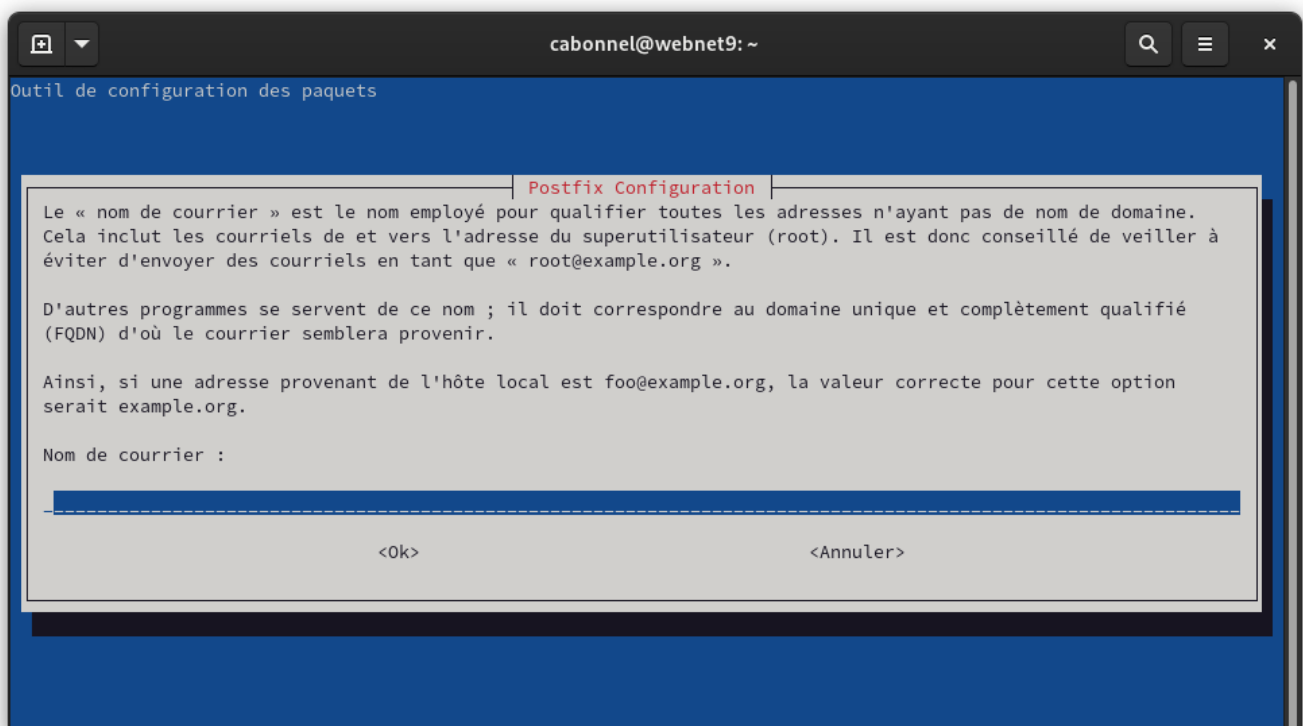 cabonnel@webnet9: ~
Outil de configuration des paquets
Postfix Configuration
Le « nom de courrier » est le nom employé pour qualifier toutes les adresses n'ayant pas de nom de domaine.
Cela inclut les courriels de et vers l'adresse du superutilisateur (root). Il est donc conseillé de veiller à
éviter d'envoyer des courriels en tant que « root@example.org ».
D'autres programmes se servent de ce nom ; il doit correspondre au domaine unique et complètement qualifié
(FQDN) d'où le courrier semblera provenir.
Ainsi, si une adresse provenant de l'hôte local est foo@example.org, la valeur correcte pour cette option
serait example.org.
Nom de courrier :
<Ok> <Annuler>